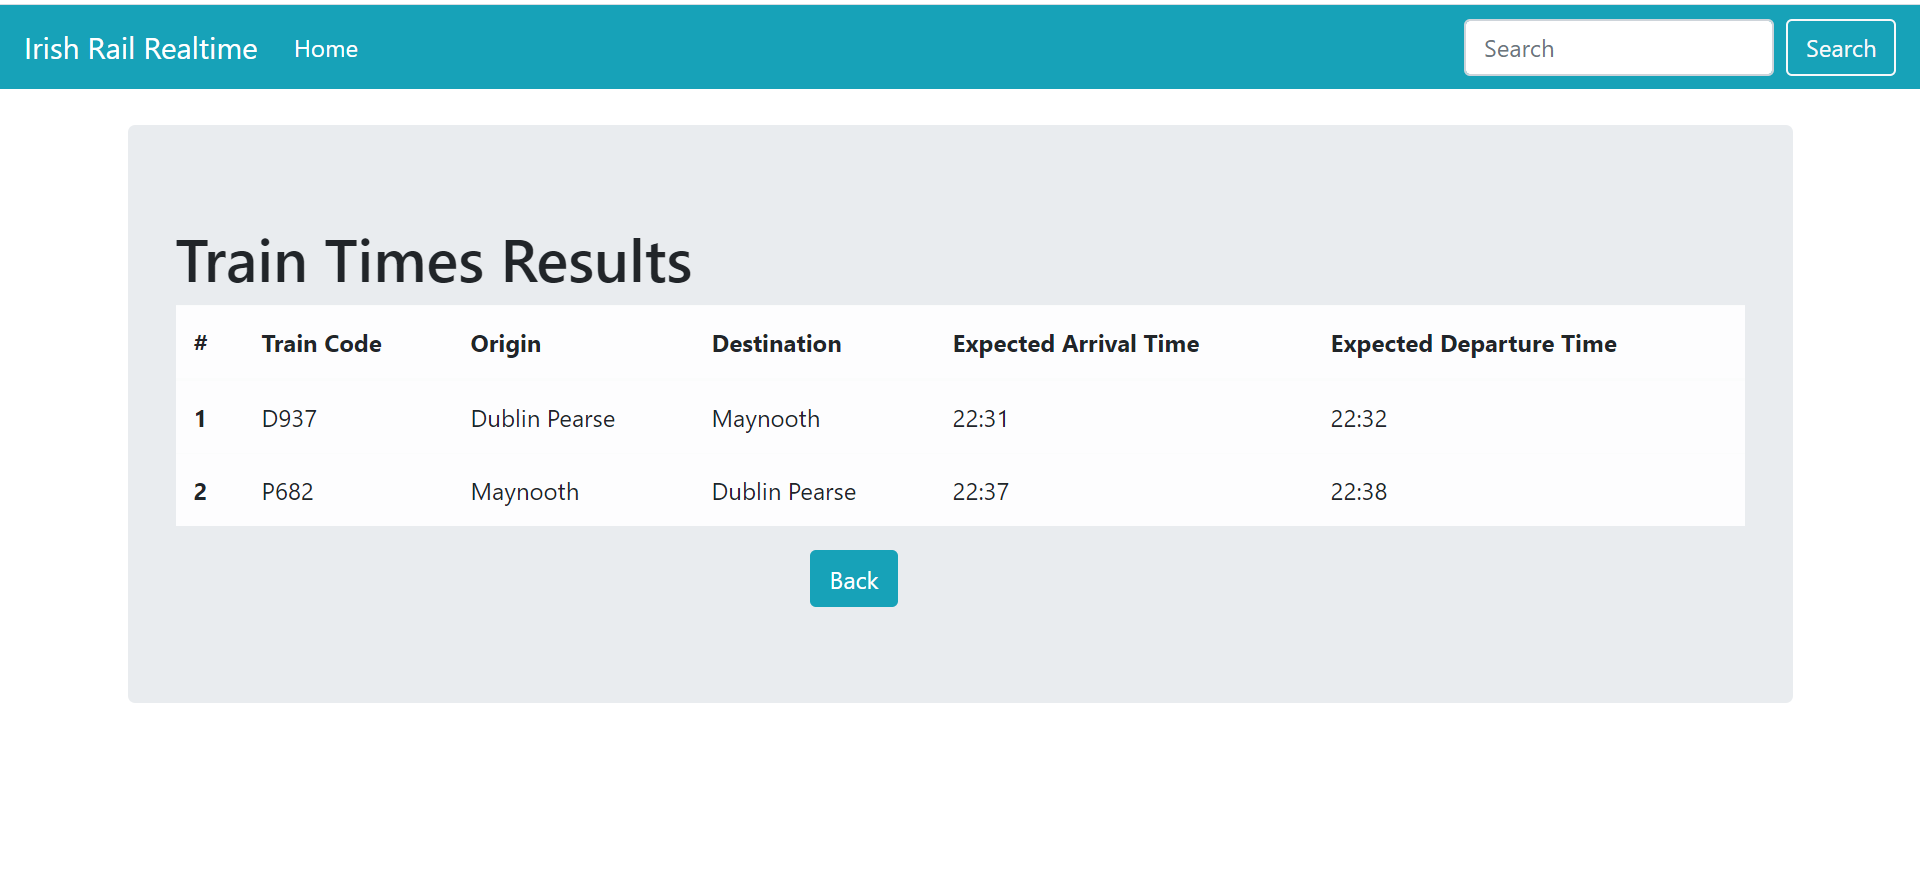 Irish Rail Realtime Home Search Search
Train Times Results
# Train Code Origin Destination Expected Arrival Time Expected Departure Time
1 D937 Dublin Pearse Maynooth 22:31 22:32
2 P682 Maynooth Dublin Pearse 22:37 22:38
Back